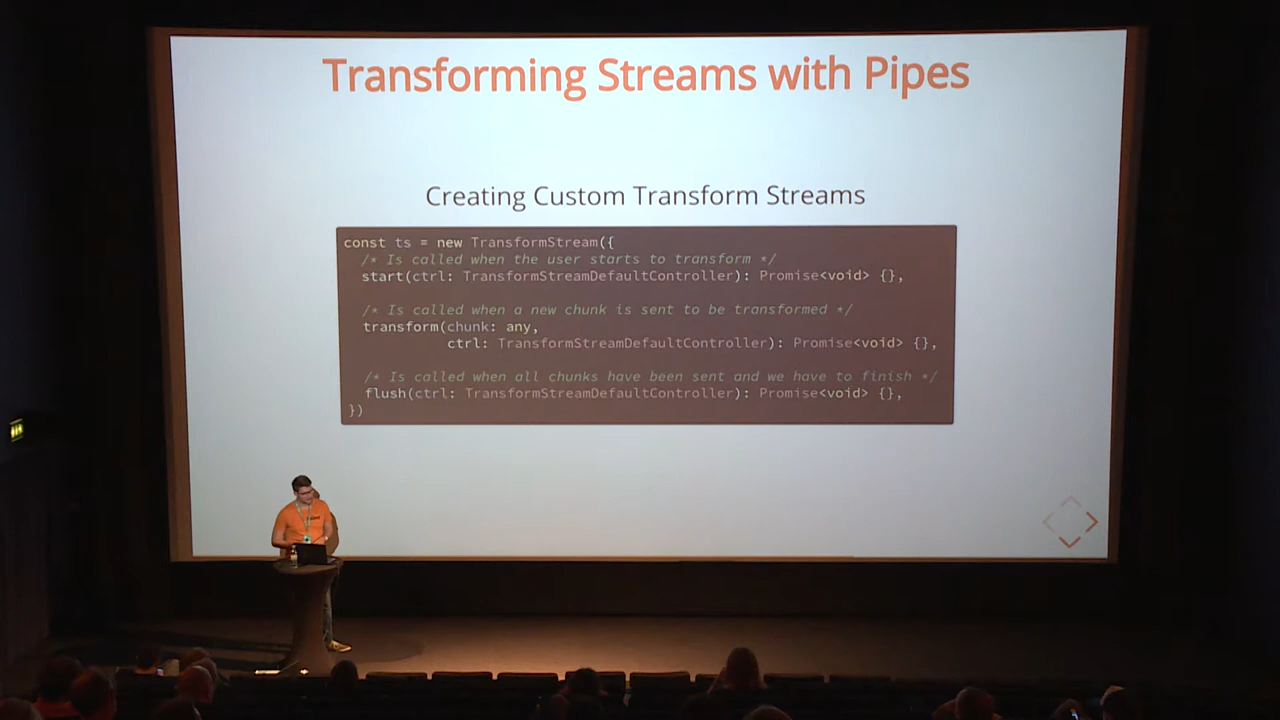 Transforming Streams with Pipes
Creating Custom Transform Streams
const ts = new TransformStream({
/* Is called when the user starts to transform */
start(ctrl: TransformStreamDefaultController): Promise<void> {},
/* Is called when a new chunk is sent to be transformed */
transform(chunk: any,
ctrl: TransformStreamDefaultController): Promise<void> {},
/* Is called when all chunks have been sent and we have to finish */
flush(ctrl: TransformStreamDefaultController): Promise<void> {},
})